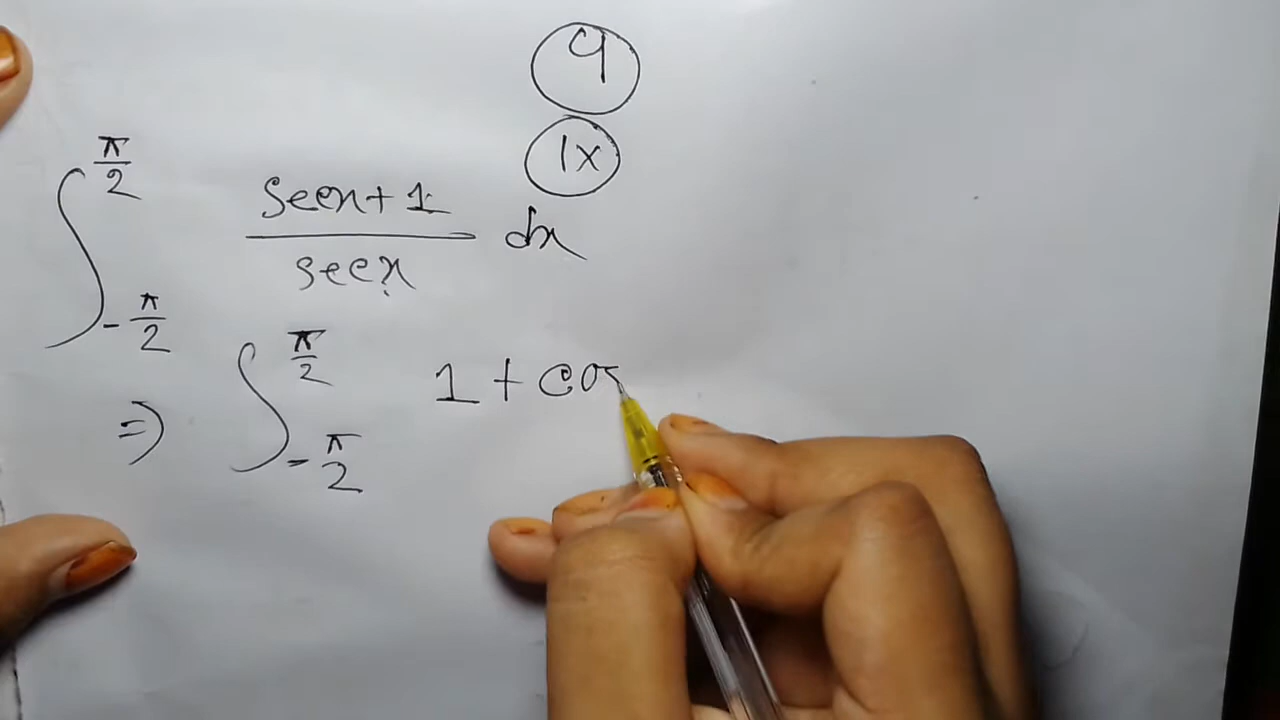 9
1x
∫_{-π/2}^{π/2} (secx + 1)/(secx) dx
⇒ ∫_{-π/2}^{π/2} 1 + cos